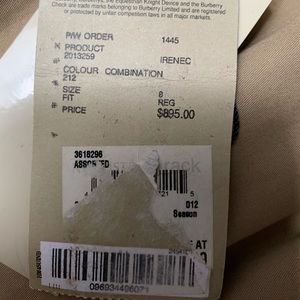 the Equestrian Knight Device and the Burberry
Check are trade marks belonging to Burberry Limited and are registered
or protected by unfair competition laws in all major markets.
P/W ORDER 1445
PRODUCT
2013259 IRENEC
COLOUR COMBINATION
212
SIZE 8
FIT REG
PRICE $895.00
3618296
ASSORTED
012
Season
096934496071